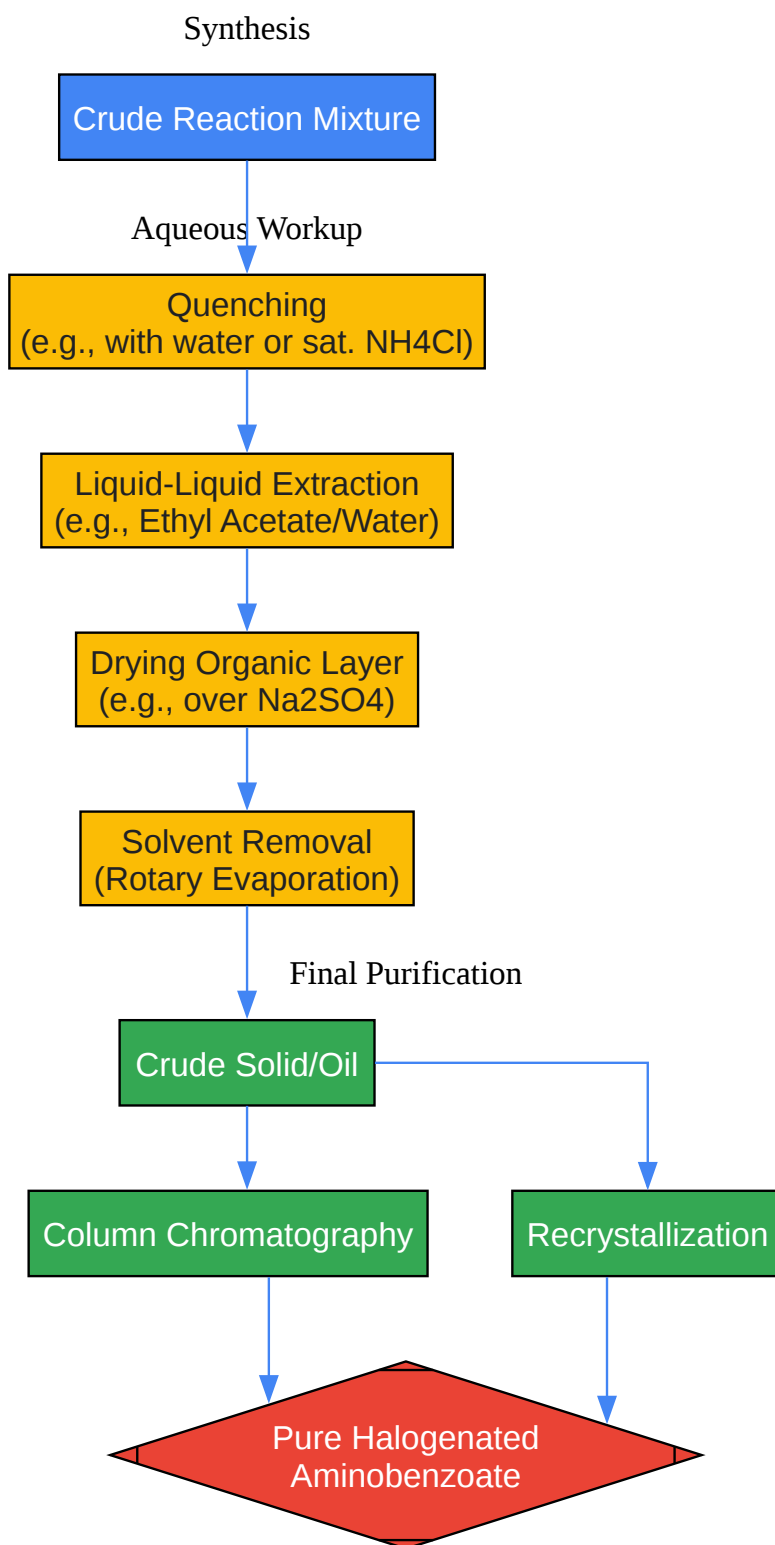 Synthesis
Crude Reaction Mixture
Aqueous Workup
Quenching
(e.g., with water or sat. NH4Cl)
Liquid-Liquid Extraction
(e.g., Ethyl Acetate/Water)
Drying Organic Layer
(e.g., over Na2SO4)
Solvent Removal
(Rotary Evaporation)
Final Purification
Crude Solid/Oil
Column Chromatography
Recrystallization
Pure Halogenated
Aminobenzoate